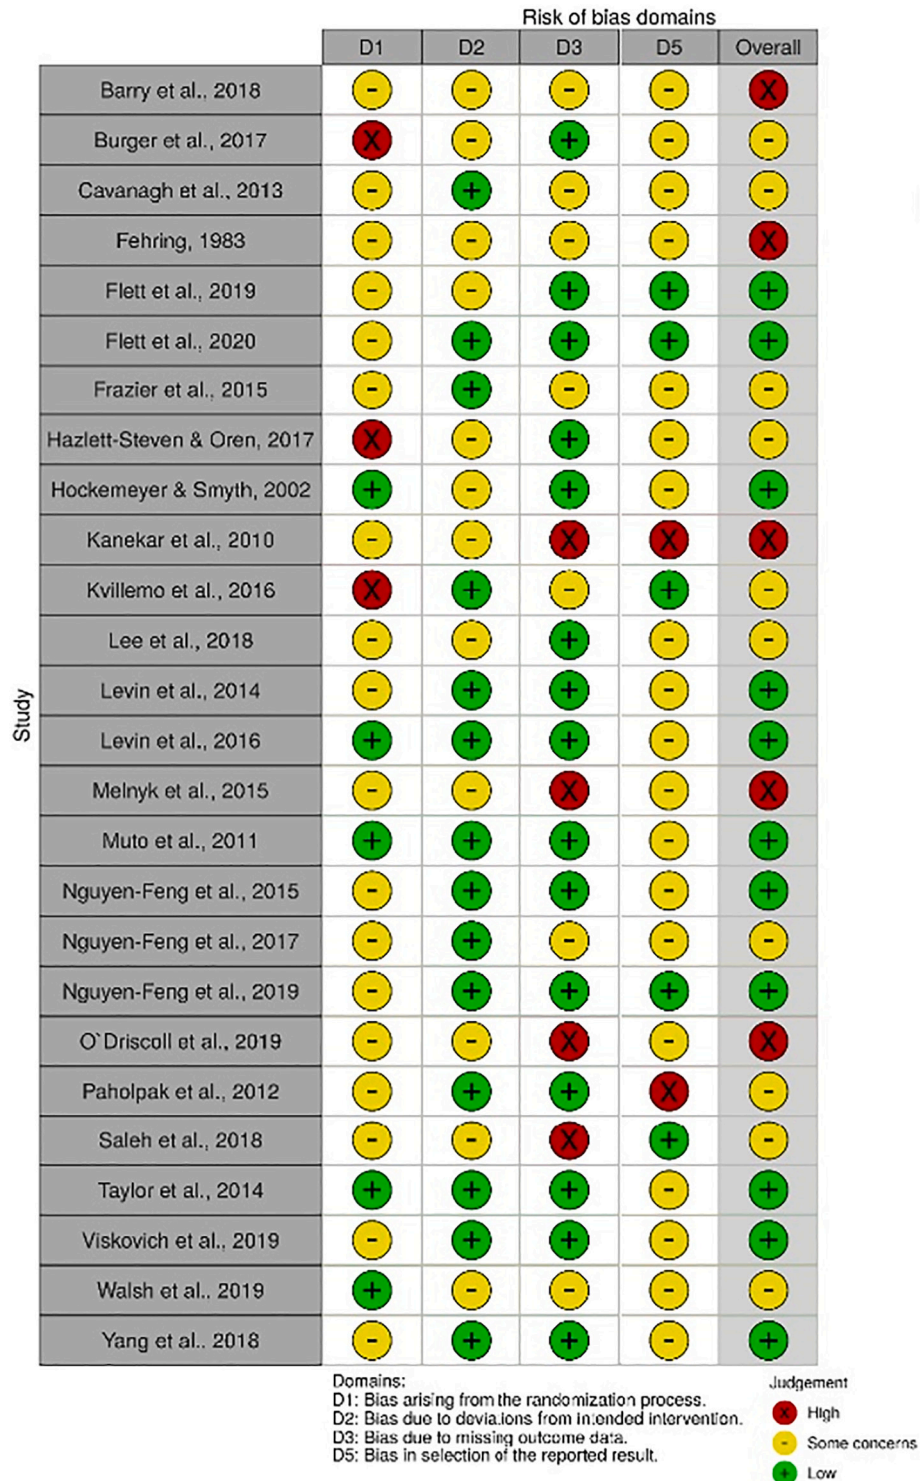 Risk of bias domains
D1 D2 D3 D5 Overall
Study
Barry et al., 2018 - - - - X
Burger et al., 2017 X - + - -
Cavanagh et al., 2013 - + - - -
Fehring, 1983 - - - - X
Flett et al., 2019 - - + + +
Flett et al., 2020 - + + + +
Frazier et al., 2015 - + - - -
Hazlett-Steven & Oren, 2017 X - + - -
Hockemeyer & Smyth, 2002 + - + - +
Kanekar et al., 2010 - - X X X
Kvillemo et al., 2016 X + - + -
Lee et al., 2018 - - + - -
Levin et al., 2014 - + + - +
Levin et al., 2016 + + + - +
Melnyk et al., 2015 - - X - X
Muto et al., 2011 + + + - +
Nguyen-Feng et al., 2015 - + + - +
Nguyen-Feng et al., 2017 - + - - -
Nguyen-Feng et al., 2019 - + + + +
O`Driscoll et al., 2019 - - X - X
Paholpak et al., 2012 - + + X -
Saleh et al., 2018 - - X + -
Taylor et al., 2014 + + + - +
Viskovich et al., 2019 - + + - +
Walsh et al.. 2019 + - - - -
Yang et al.. 2018 - + + - +
Domains:
D1: Bias arising from the randomization process.
D2: Bias due to deviations from intended intervention.
D3: Bias due to missing outcome data.
D5: Bias in selection of the reported result.
Judgement
X High
- Some concerns
+ Low